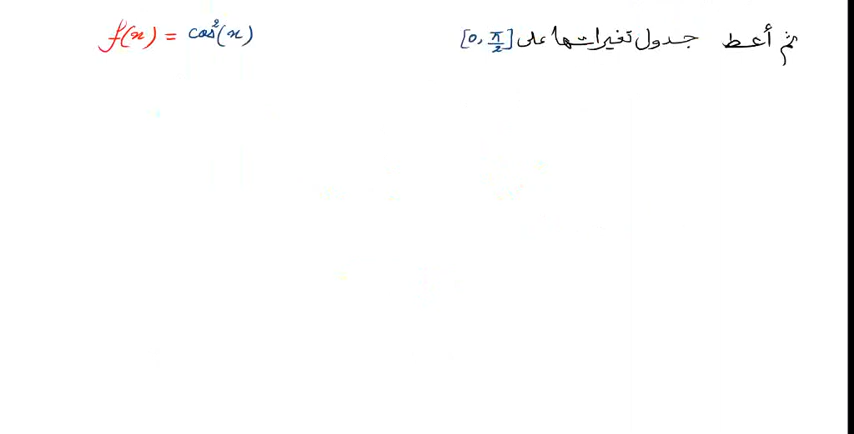 f(x) = cos²(x) ثم أعط جدول تغيراتها على [0, π/2]